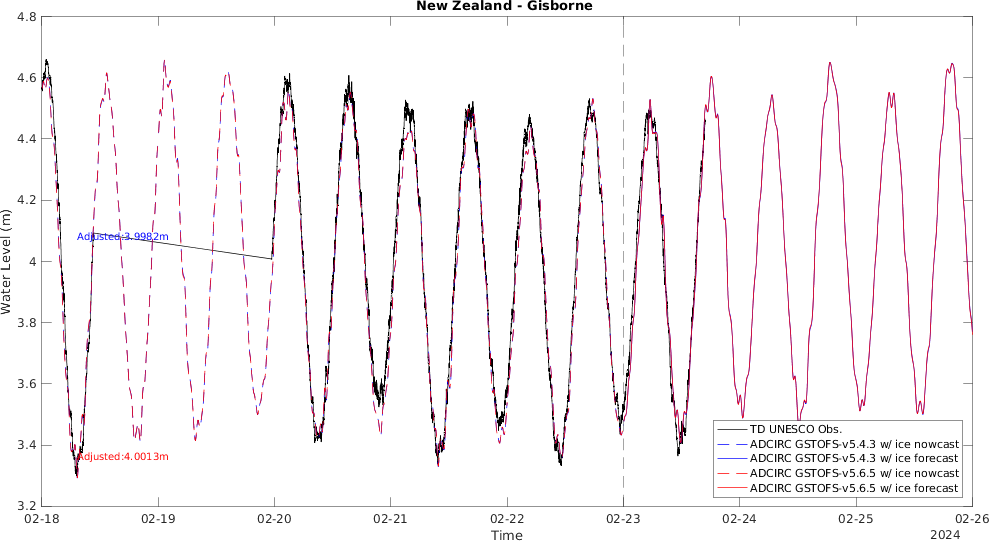 New Zealand - Gisborne
4.8
4.6
4.4
4.2
4
3.8
3.6
3.4
3.2
Water Level (m)
Adjusted:3.9982m
Adjusted:4.0013m
TD UNESCO Obs.
ADCIRC GSTOFS-v5.4.3 w/ ice nowcast
ADCIRC GSTOFS-v5.4.3 w/ ice forecast
ADCIRC GSTOFS-v5.6.5 w/ ice nowcast
ADCIRC GSTOFS-v5.6.5 w/ ice forecast
02-18 02-19 02-20 02-21 02-22 02-23 02-24 02-25 02-26
Time
2024